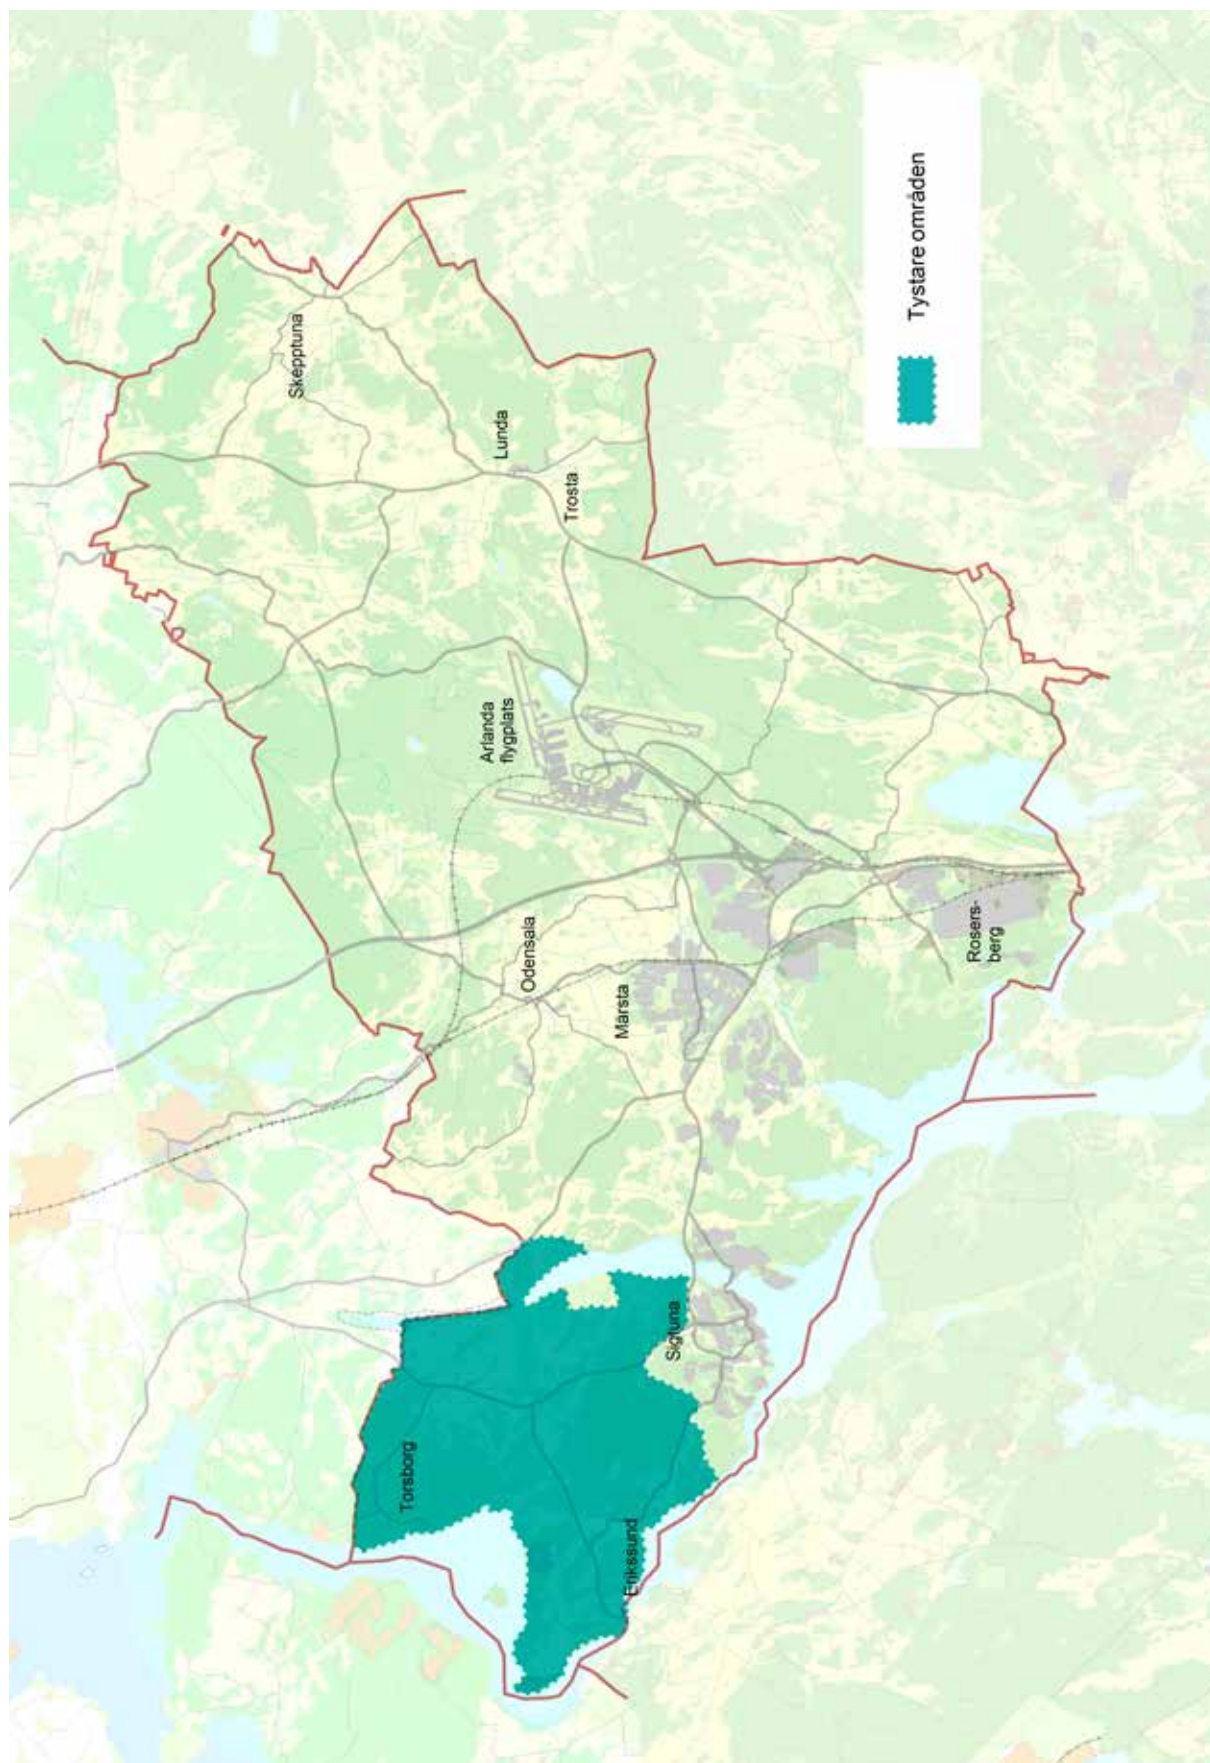 Skepptuna
Lunda
Trosta
Arlanda
flygplats
Odensala
Märsta
Rosers-
berg
Sigtuna
Torsborg
Erikssund
Tystare områden